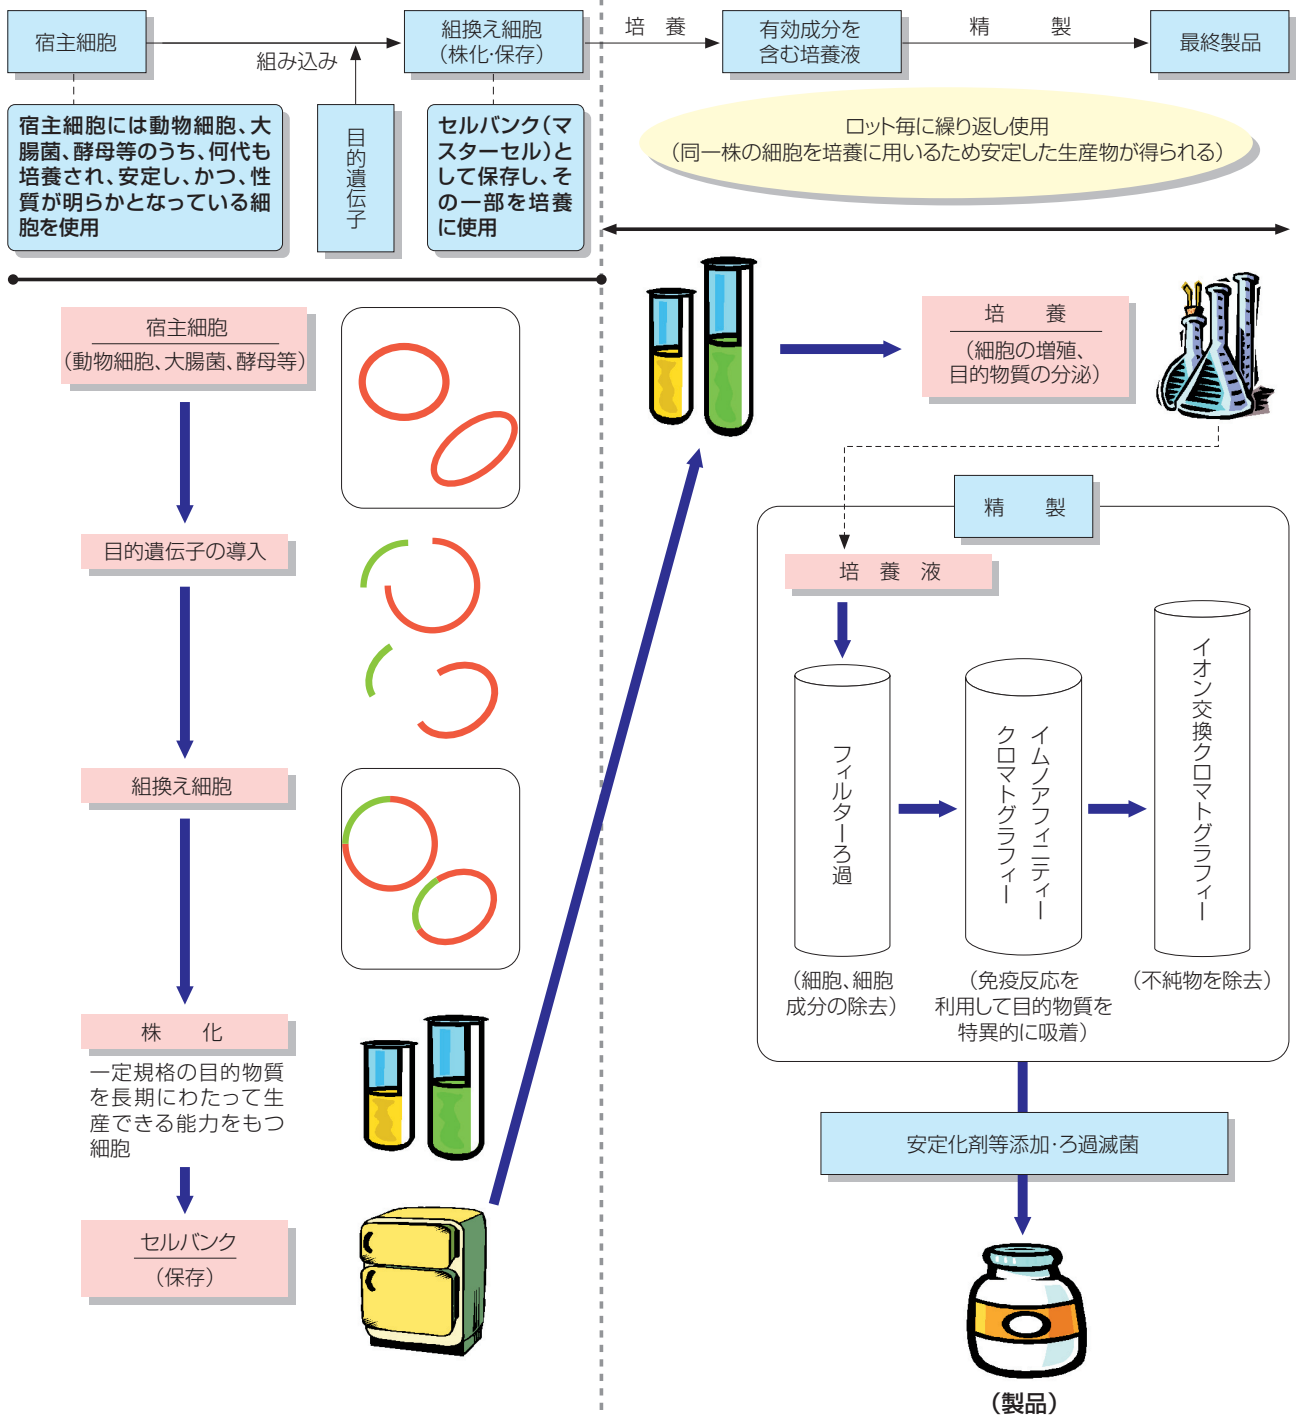 宿主細胞
組み込み
組換え細胞
(株化・保存)
培　養
有効成分を
含む培養液
精　　製
最終製品
宿主細胞には動物細胞、大
腸菌、酵母等のうち、何代も
培養され、安定し、かつ、性
質が明らかとなっている細
胞を使用
目的遺伝子
セルバンク(マ
スターセル)と
して保存し、そ
の一部を培養
に使用
ロット毎に繰り返し使用
(同一株の細胞を培養に用いるため安定した生産物が得られる)
宿主細胞
(動物細胞、大腸菌、酵母等)
目的遺伝子の導入
組換え細胞
株　　化
一定規格の目的物質
を長期にわたって生
産できる能力をもつ
細胞
セルバンク
(保存)
培　　養
(細胞の増殖、
目的物質の分泌)
精　　製
培　養　液
フィルターろ過
イムノアフィニティー
クロマトグラフィー
イオン交換クロマトグラフィー
(細胞、細胞
成分の除去)
(免疫反応を
利用して目的物質を
特異的に吸着)
(不純物を除去)
安定化剤等添加・ろ過滅菌
(製品)